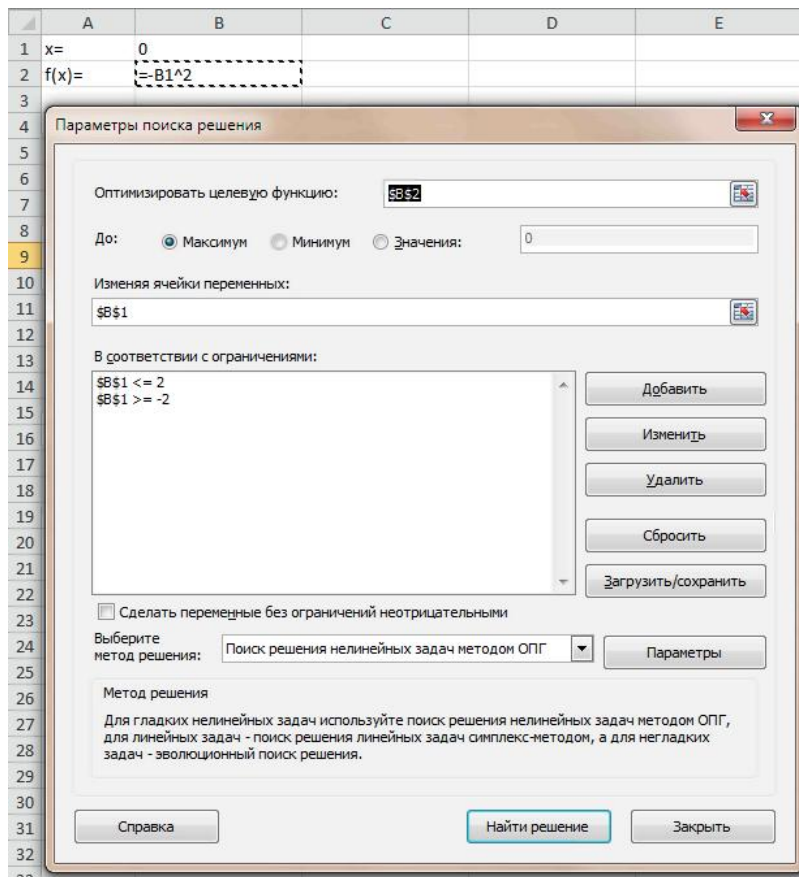 A B C D E
1 x= 0
2 f(x)= =-B1^2
3
4 Параметры поиска решения
5
6 Оптимизировать целевую функцию: $B$2
7
8 До: Максимум Минимум Значения: 0
9
10 Изменяя ячейки переменных:
11 $B$1
12
13 В соответствии с ограничениями:
14 $B$1 <= 2 Добавить
15 $B$1 >= -2
16 Изменить
17
18 Удалить
19
20 Сбросить
21
22 Загрузить/сохранить
23 Сделать переменные без ограничений неотрицательными
24 Выберите метод решения: Поиск решения нелинейных задач методом ОПГ Параметры
25
26 Метод решения
27 Для гладких нелинейных задач используйте поиск решения нелинейных задач методом ОПГ,
28 для линейных задач - поиск решения линейных задач симплекс-методом, а для негладких
29 задач - эволюционный поиск решения.
30
31 Справка Найти решение Закрыть
32